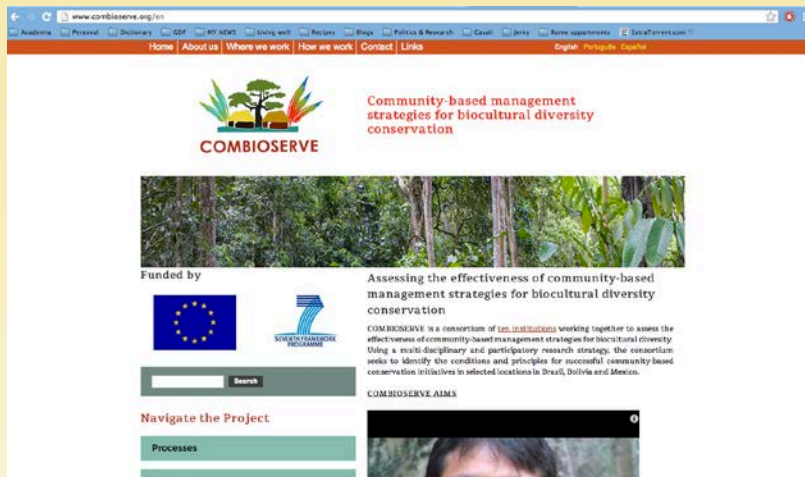 www.combioserve.org/en
Academia Personal Dictionary GDF MY NEWS Living well Recipes Blogs Politics & Research Casall Jerky Rome appartments ExtraTorrent.com
Home About us Where we work How we work Contact Links English Português Español
COMBIOSERVE
Community-based management
strategies for biocultural diversity
conservation
Funded by
SEVENTH FRAMEWORK
PROGRAMME
Search
Navigate the Project
Processes
Assessing the effectiveness of community-based
management strategies for biocultural diversity
conservation
COMBIOSERVE is a consortium of ten institutions working together to assess the
effectiveness of community-based management strategies for biocultural diversity.
Using a multi-disciplinary and participatory research strategy, the consortium
seeks to identify the conditions and principles for successful community-based
conservation initiatives in selected locations in Brazil, Bolivia and Mexico.
COMBIOSERVE AIMS